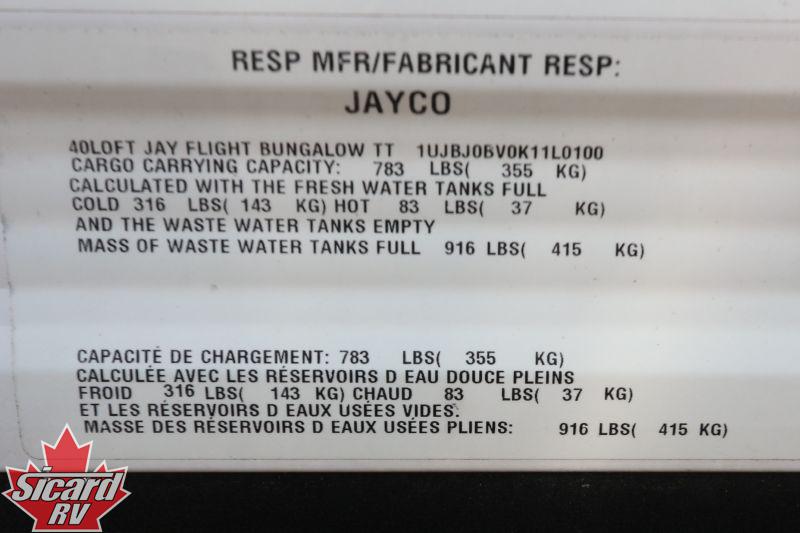 RESP MFR/FABRICANT RESP:
JAYCO
40LOFT JAY FLIGHT BUNGALOW TT 1UJBJ0BV0K11L0100
CARGO CARRYING CAPACITY: 783 LBS( 355 KG)
CALCULATED WITH THE FRESH WATER TANKS FULL
COLD 316 LBS( 143 KG) HOT 83 LBS( 37 KG)
AND THE WASTE WATER TANKS EMPTY
MASS OF WASTE WATER TANKS FULL 916 LBS( 415 KG)
CAPACITÉ DE CHARGEMENT: 783 LBS( 355 KG)
CALCULÉE AVEC LES RÉSERVOIRS D EAU DOUCE PLEINS
FROID 316 LBS( 143 KG) CHAUD 83 LBS( 37 KG)
ET LES RÉSERVOIRS D EAUX USÉES VIDES.
MASSE DES RÉSERVOIRS D EAUX USÉES PLIENS: 916 LBS( 415 KG)
Sicard
RV